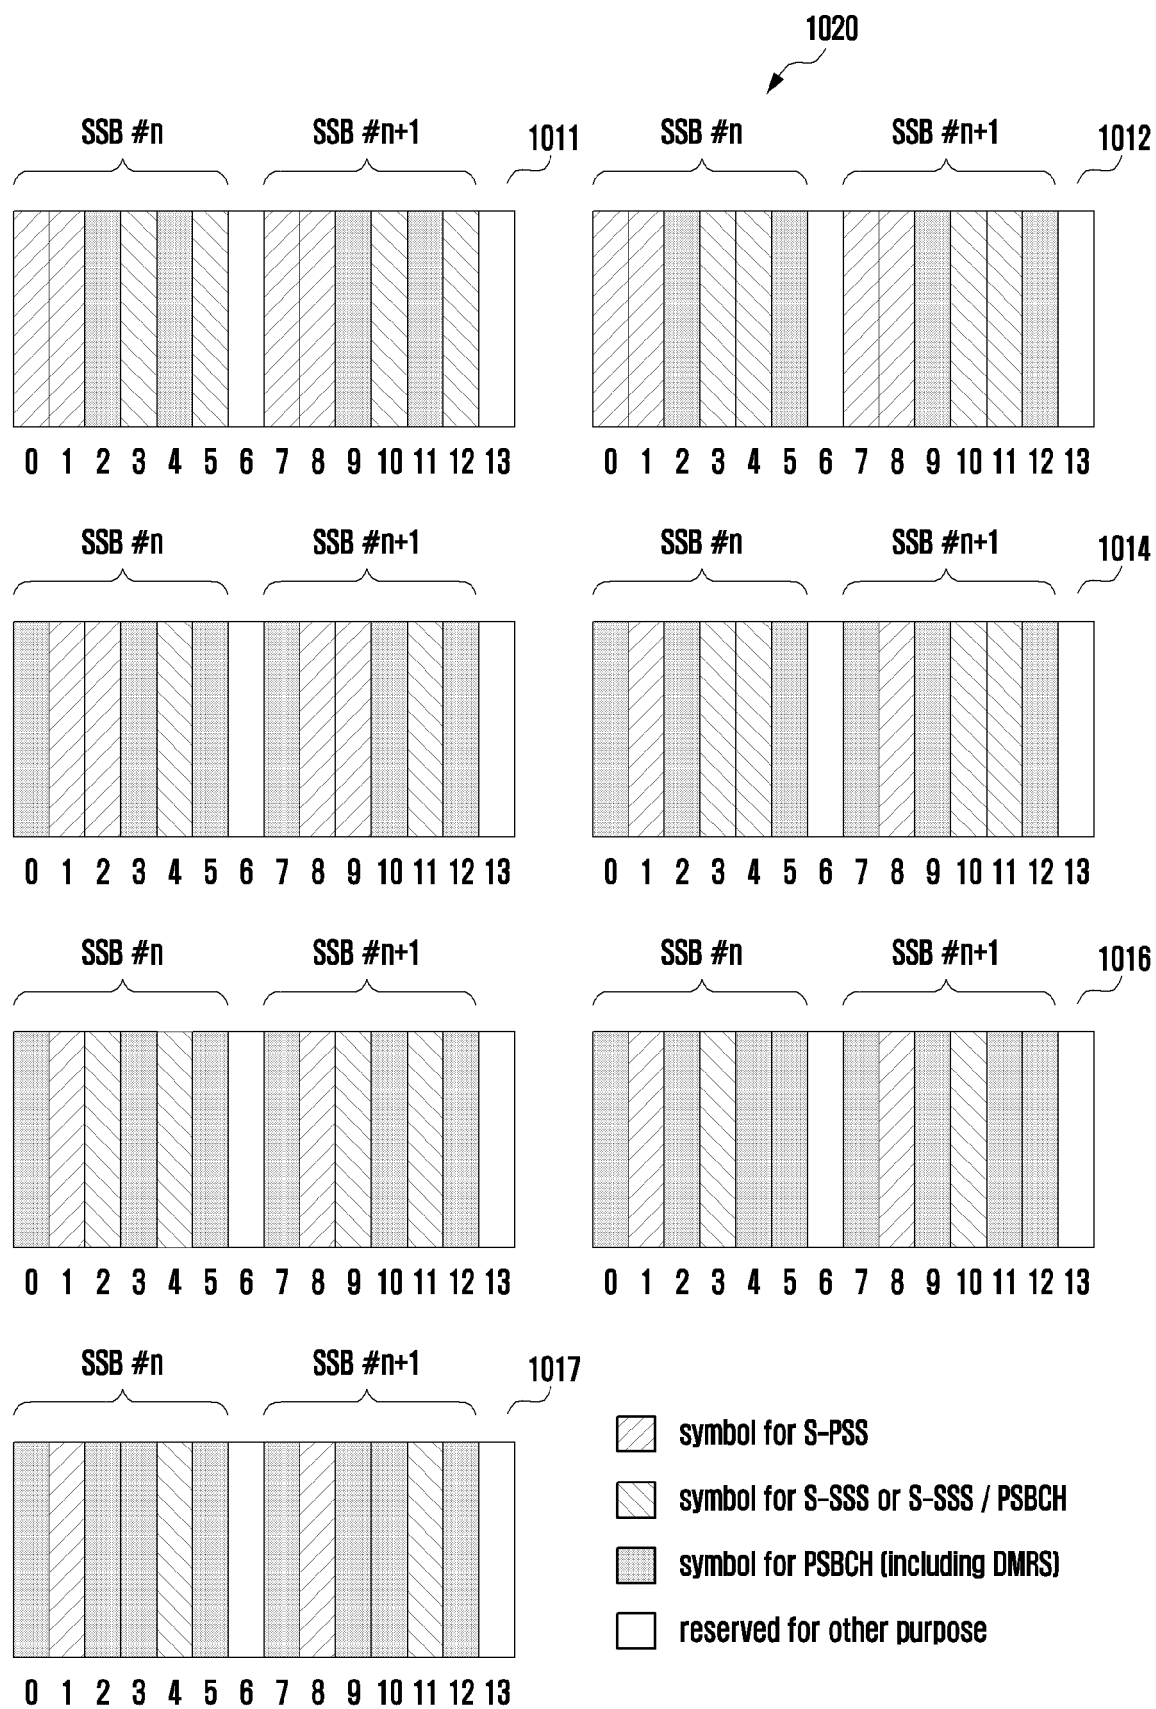 1020
SSB #n SSB #n+1 1011
SSB #n SSB #n+1 1012
0 1 2 3 4 5 6 7 8 9 10 11 12 13
0 1 2 3 4 5 6 7 8 9 10 11 12 13
SSB #n SSB #n+1
SSB #n SSB #n+1 1014
0 1 2 3 4 5 6 7 8 9 10 11 12 13
0 1 2 3 4 5 6 7 8 9 10 11 12 13
SSB #n SSB #n+1
SSB #n SSB #n+1 1016
0 1 2 3 4 5 6 7 8 9 10 11 12 13
0 1 2 3 4 5 6 7 8 9 10 11 12 13
SSB #n SSB #n+1 1017
0 1 2 3 4 5 6 7 8 9 10 11 12 13
symbol for S-PSS
symbol for S-SSS or S-SSS / PSBCH
symbol for PSBCH (including DMRS)
reserved for other purpose